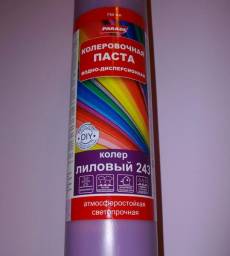 PARADE
КОЛЕРОВОЧНАЯ
ПАСТА
ВОДНО-ДИСПЕРСИОННАЯ
DIY
колер
ЛИЛОВЫЙ 243
атмосферостойкая
светопрочная